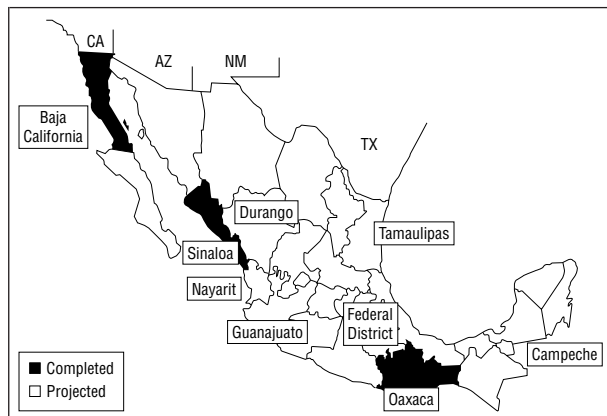 CA
AZ
NM
TX
Baja
California
Durango
Tamaulipas
Sinaloa
Nayarit
Federal
District
Guanajuato
Campeche
Oaxaca
Completed
Projected